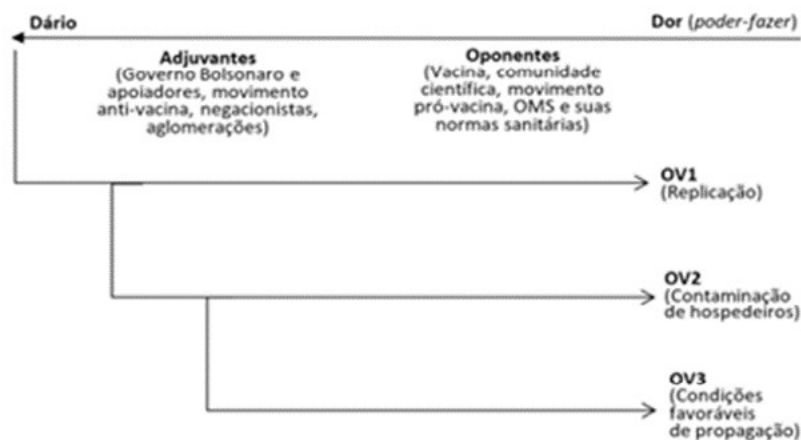 Dário
Dor (poder-fazer)
Adjuvantes
(Governo Bolsonaro e
apoiadores, movimento
anti-vacina, negacionistas,
aglomerações)
Oponentes
(Vacina, comunidade
científica, movimento
pró-vacina, OMS e suas
normas sanitárias)
OV1
(Replicação)
OV2
(Contaminação
de hospedeiros)
OV3
(Condições
favoráveis
de propagação)